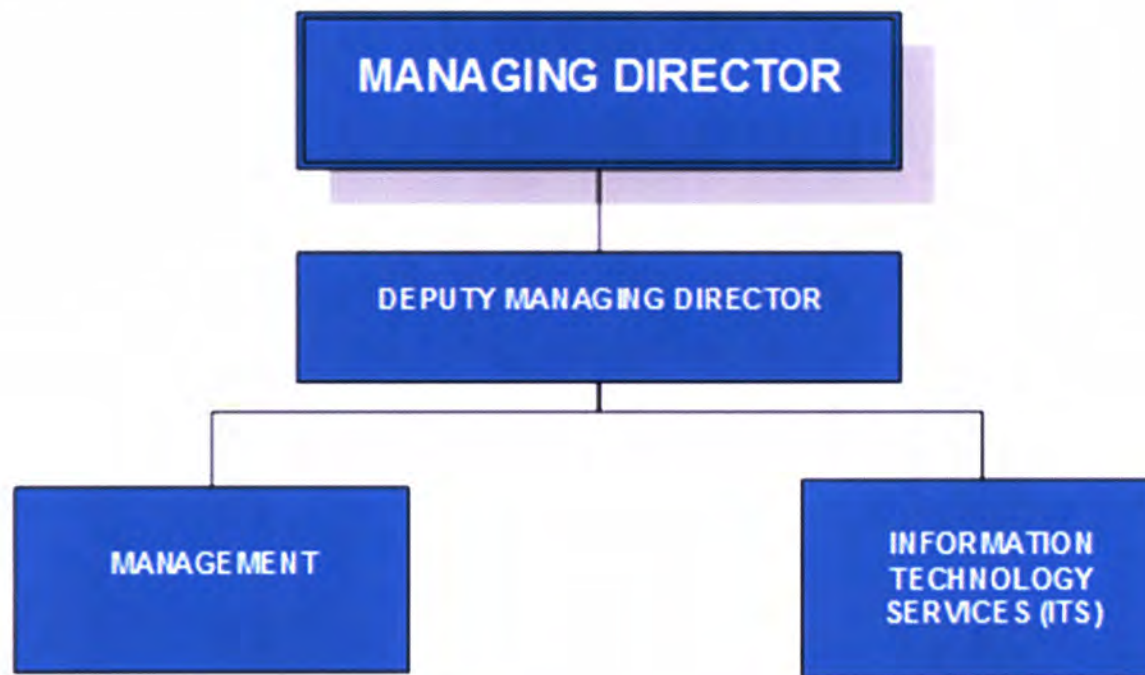 MANAGING DIRECTOR
DEPUTY MANAGING DIRECTOR
MANAGEMENT
INFORMATION
TECHNOLOGY
SERVICES (ITS)